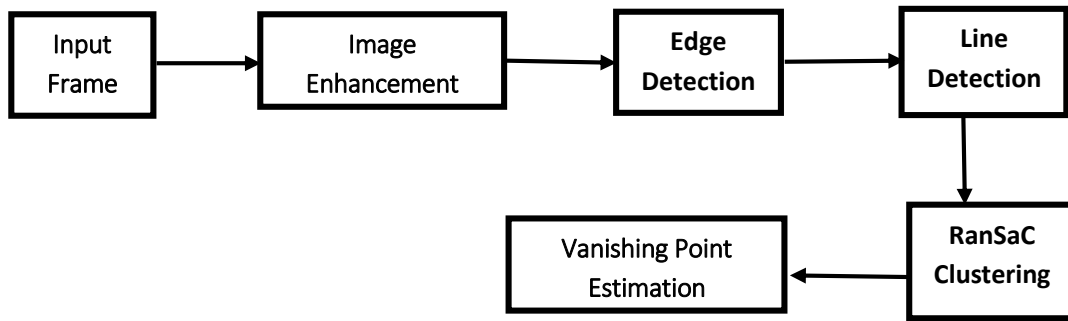 Input
Frame
Image
Enhancement
Edge
Detection
Line
Detection
RanSaC
Clustering
Vanishing Point
Estimation